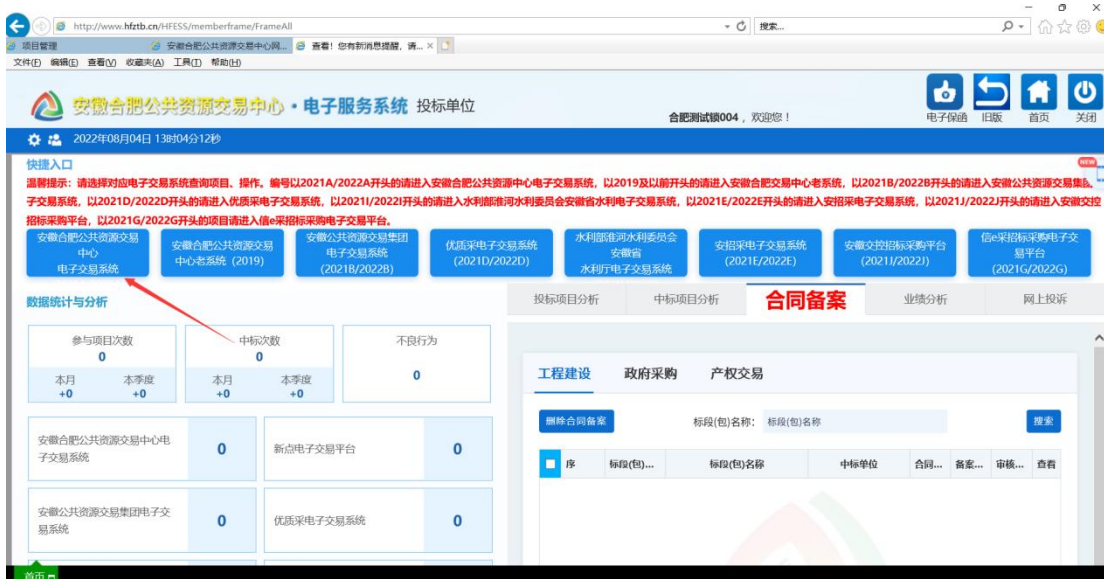 http://www.hfztb.cn/HFESS/memberframe/FrameAll
搜索...
项目管理
安徽合肥公共资源交易中心网...
查看！您有新消息提醒，请...
文件(F) 编辑(E) 查看(V) 收藏夹(A) 工具(T) 帮助(H)
安徽合肥公共资源交易中心·电子服务系统 投标单位
合肥测试锁004，欢迎您！
电子保函 旧版 首页 关闭
2022年08月04日 13时04分12秒
快捷入口
NEW
温馨提示：请选择对应电子交易系统查询项目、操作。编号以2021A/2022A开头的请进入安徽合肥公共资源中心电子交易系统，以2019及以前开头的请进入安徽合肥交易中心老系统，以2021B/2022B开头的请进入安徽公共资源交易集团
子交易系统，以2021D/2022D开头的请进入优质采电子交易系统，以2021I/2022I开头的请进入水利部淮河水利委员会安徽省水利电子交易系统，以2021E/2022E开头的请进入安招采电子交易系统，以2021J/2022J开头的请进入安徽交控
招标采购平台，以2021G/2022G开头的项目请进入信e采招标采购电子交易平台。
安徽合肥公共资源交易
中心
电子交易系统
安徽合肥公共资源交易
中心老系统（2019）
安徽公共资源交易集团
电子交易系统
（2021B/2022B）
优质采电子交易系统
（2021D/2022D）
水利部淮河水利委员会
安徽省
水利厅电子交易系统
安招采电子交易系统
（2021E/2022E）
安徽交控招标采购平台
（2021J/2022J）
信e采招标采购电子交
易平台
（2021G/2022G）
数据统计与分析
投标项目分析 中标项目分析 合同备案 业绩分析 网上投诉
参与项目次数
0
本月 本季度
+0 +0
中标次数
0
本月 本季度
+0 +0
不良行为
0
工程建设 政府采购 产权交易
删除合同备案 标段(包)名称： 标段(包)名称 搜索
序 标段(包)... 标段(包)名称 中标单位 合同... 备案... 审核... 查看
安徽合肥公共资源交易中心电
子交易系统
0
新点电子交易平台
0
安徽公共资源交易集团电子交
易系统
0
优质采电子交易系统
0
首页